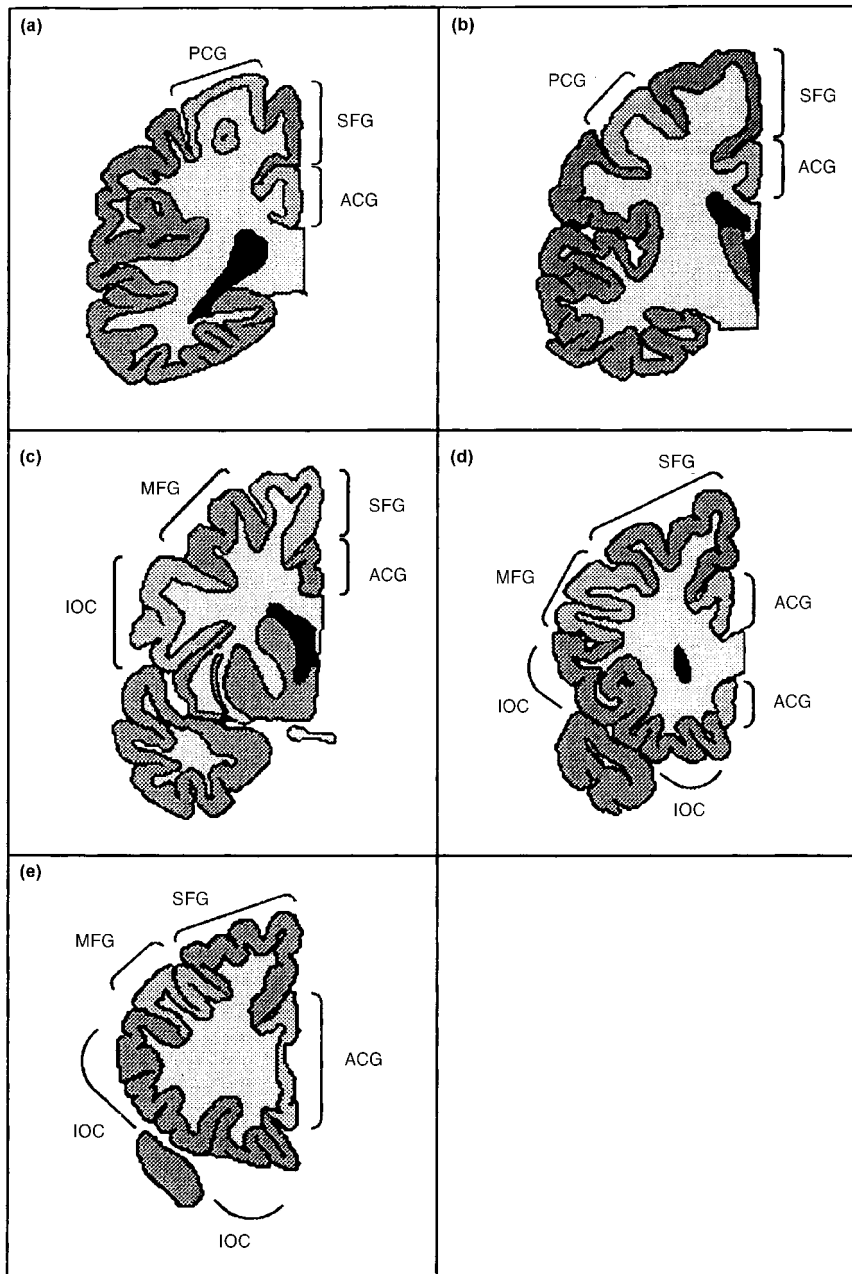 (a)
PCG
SFG
ACG
(b)
PCG
SFG
ACG
(c)
MFG
SFG
ACG
IOC
(d)
SFG
MFG
ACG
IOC
ACG
IOC
(e)
SFG
MFG
ACG
IOC
IOC